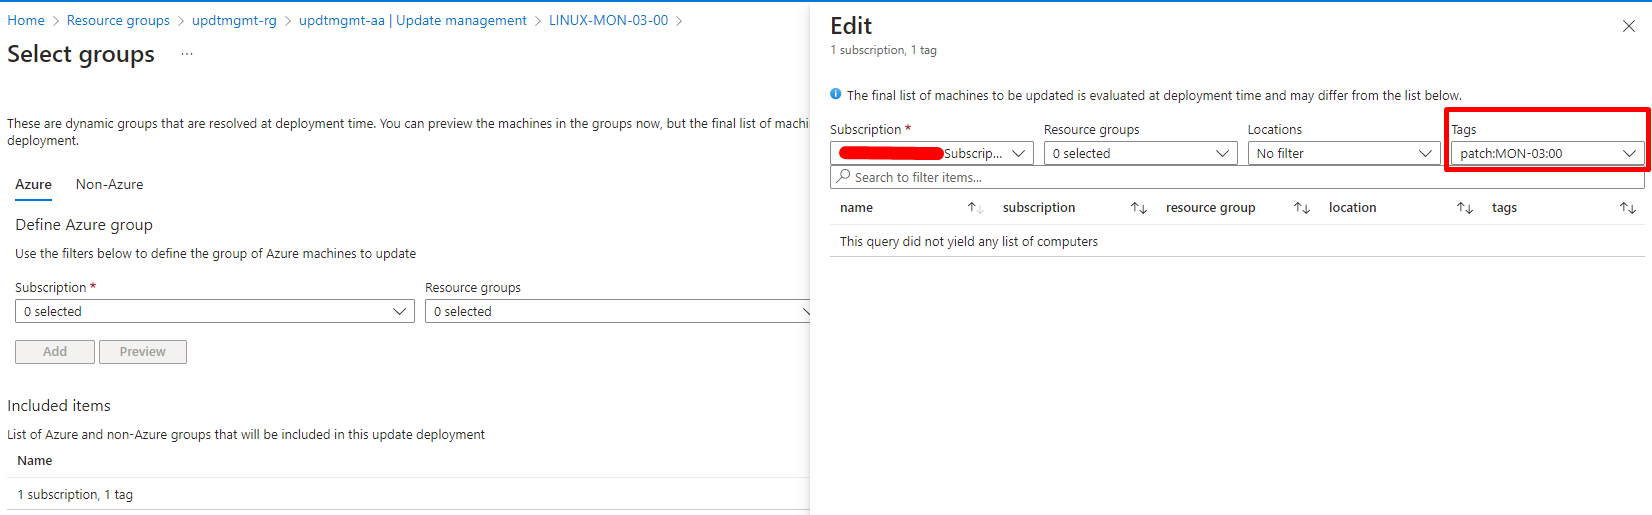 Home > Resource groups > updtmgmt-rg > updtmgmt-aa | Update management > LINUX-MON-03-00 >
Select groups ...
These are dynamic groups that are resolved at deployment time. You can preview the machines in the groups now, but the final list of machi
deployment.
Azure Non-Azure
Define Azure group
Use the filters below to define the group of Azure machines to update
Subscription * Resource groups
0 selected 0 selected
Add Preview
Included items
List of Azure and non-Azure groups that will be included in this update deployment
Name
1 subscription, 1 tag
Edit
1 subscription, 1 tag
The final list of machines to be updated is evaluated at deployment time and may differ from the list below.
Subscription * Resource groups Locations Tags
Subscrip... 0 selected No filter patch:MON-03:00
Search to filter items...
name subscription resource group location tags
This query did not yield any list of computers